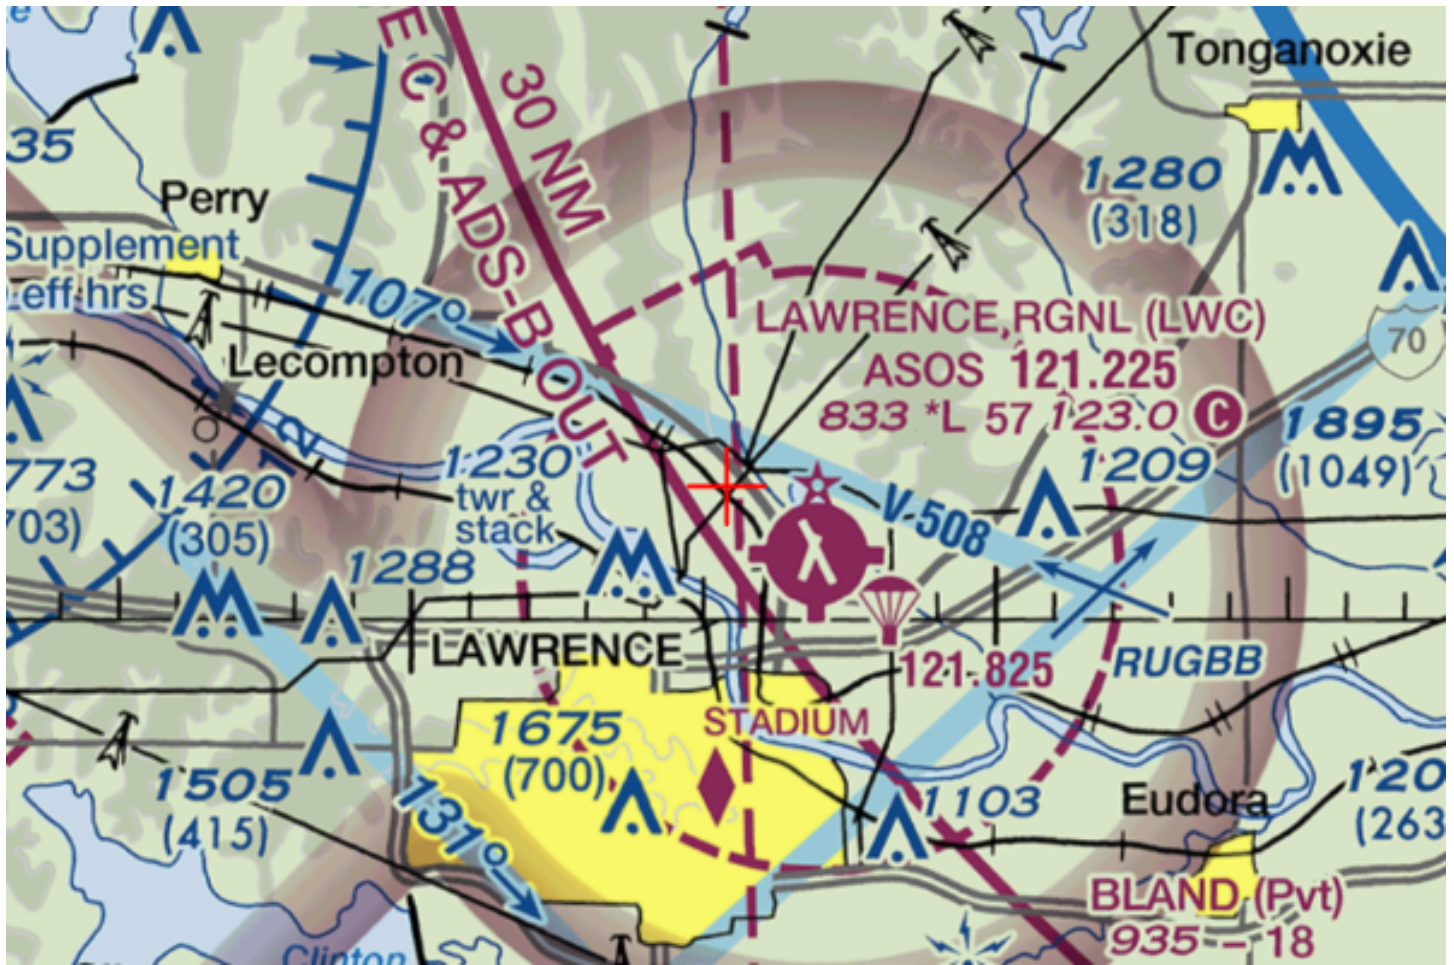 e
Tonganoxie
MODE C & ADS-B OUT
30 NM
35
1280
(318)
Perry
Supplement
eff hrs
107°
LAWRENCE RGNL (LWC)
ASOS 121.225
833 *L 57 123.0 C
70
Lecompton
12
1895
(1049)
773
703)
1420
(305)
1230
twr &
stack
1209
V 508
1288
LAWRENCE
121.825
RUGBB
1675
(700)
STADIUM
1505
(415)
131°
1103
Eudora
120
(263
BLAND (Pvt)
935 – 18
Clinton